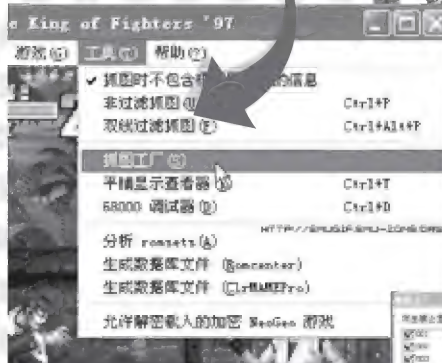 e King of Fighters '97
游戏(G) 工具(T) 帮助(?)
✓ 抓图时不包含 的信息
非过滤抓图 Ctrl+P
双线过滤抓图(F) Ctrl+Alt+P
抓图工厂(S)
平铺显示查看器 Ctrl+T
68000 调试器(D) Ctrl+D
分析 romsets(A)
生成数据库文件 (Romcenter)
生成数据库文件 (ClrMAMEPro)
允许解密载入的加密 NeoGeo 游戏